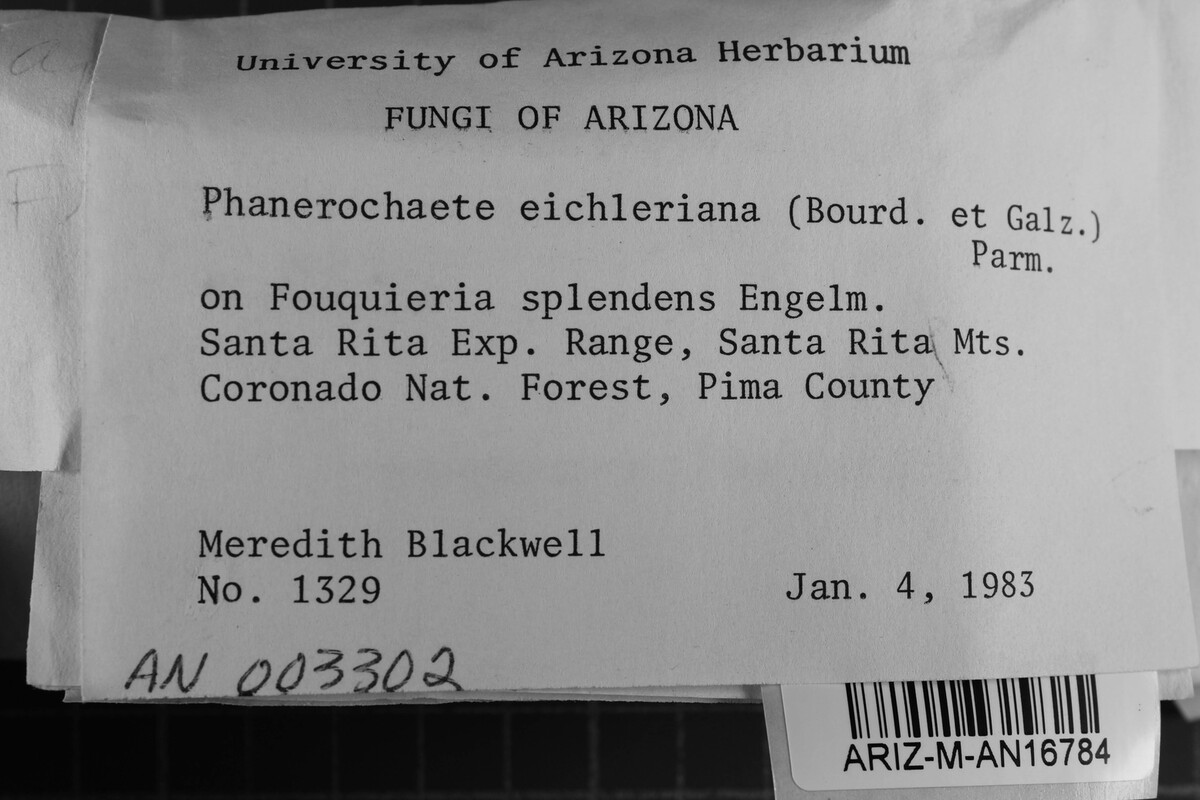 University of Arizona Herbarium
FUNGI OF ARIZONA
Phanerochaete eichleriana (Bourd. et Galz.)
Parm.
on Fouquieria splendens Engelm.
Santa Rita Exp. Range, Santa Rita Mts.
Coronado Nat. Forest, Pima County
Meredith Blackwell
No. 1329
Jan. 4, 1983
AN 003302
ARIZ-M-AN16784